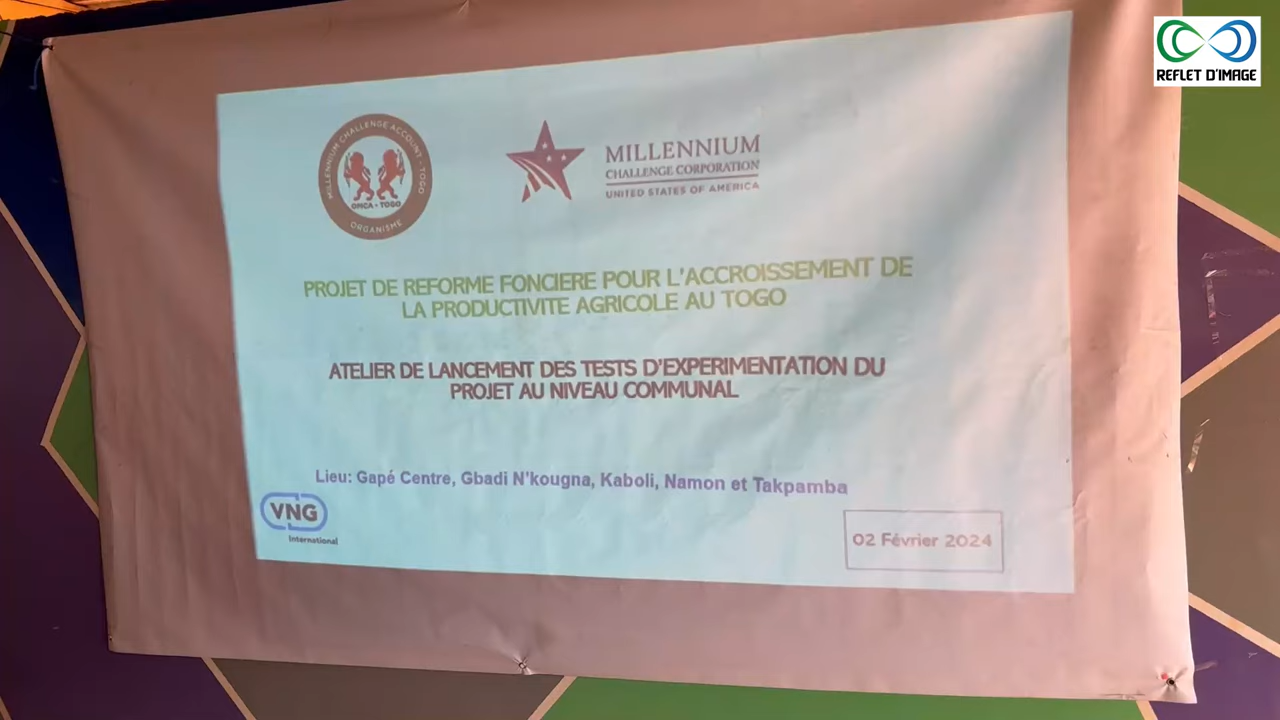 REFLET D'IMAGE
MILLENNIUM CHALLENGE ACCOUNT - TOGO
OMCA - TOGO
ORGANISME
MILLENNIUM
CHALLENGE CORPORATION
UNITED STATES OF AMERICA
PROJET DE REFORME FONCIERE POUR L'ACCROISSEMENT DE
LA PRODUCTIVITE AGRICOLE AU TOGO
ATELIER DE LANCEMENT DES TESTS D'EXPERIMENTATION DU
PROJET AU NIVEAU COMMUNAL
Lieu: Gapé Centre, Gbadi N'kougna, Kaboli, Namon et Takpamba
VNG
International
02 Février 2024